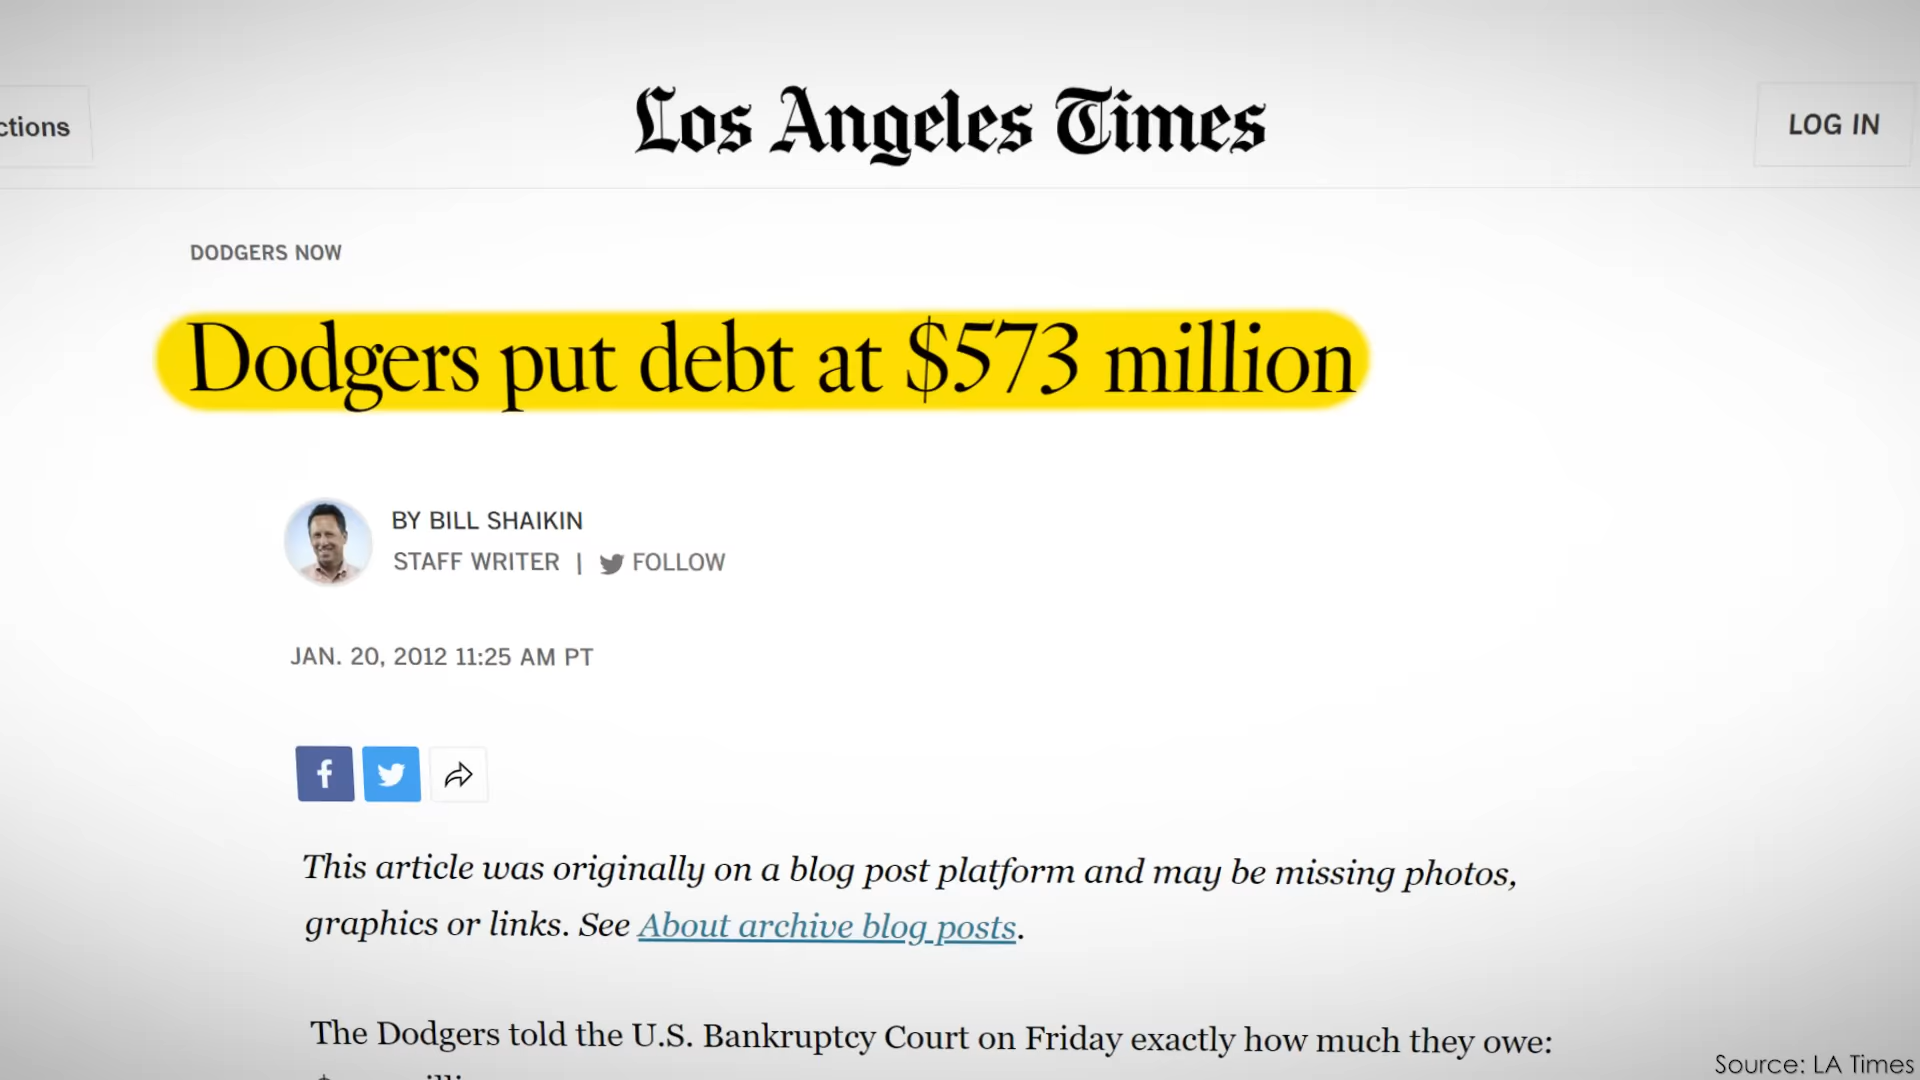 ctions
Los Angeles Times
LOG IN
DODGERS NOW
Dodgers put debt at $573 million
BY BILL SHAIKIN
STAFF WRITER | FOLLOW
JAN. 20, 2012 11:25 AM PT
This article was originally on a blog post platform and may be missing photos,
graphics or links. See About archive blog posts.
The Dodgers told the U.S. Bankruptcy Court on Friday exactly how much they owe:
Source: LA Times